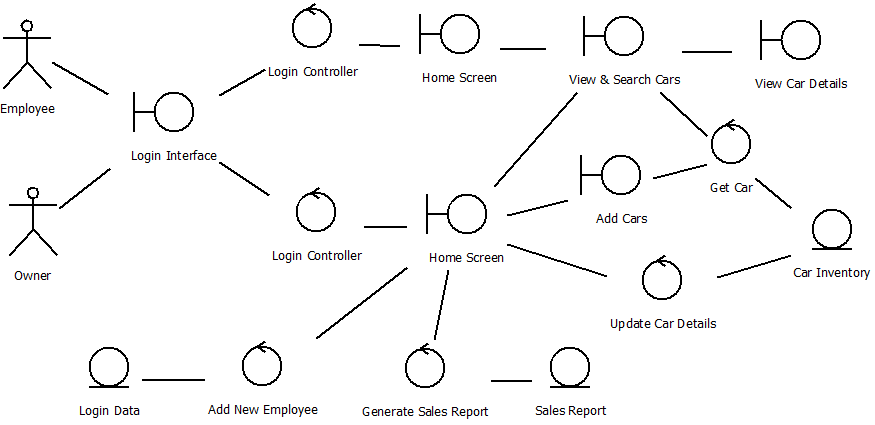 Employee
Login Controller
Home Screen
View & Search Cars
View Car Details
Login Interface
Get Car
Add Cars
Owner
Login Controller
Home Screen
Car Inventory
Update Car Details
Login Data
Add New Employee
Generate Sales Report
Sales Report